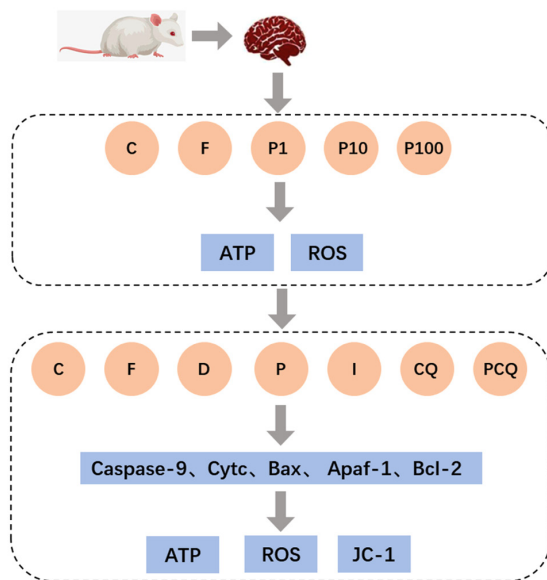 C F P1 P10 P100
ATP ROS
C F D P I CQ PCQ
Caspase-9、Cytc、Bax、 Apaf-1、Bcl-2
ATP ROS JC-1